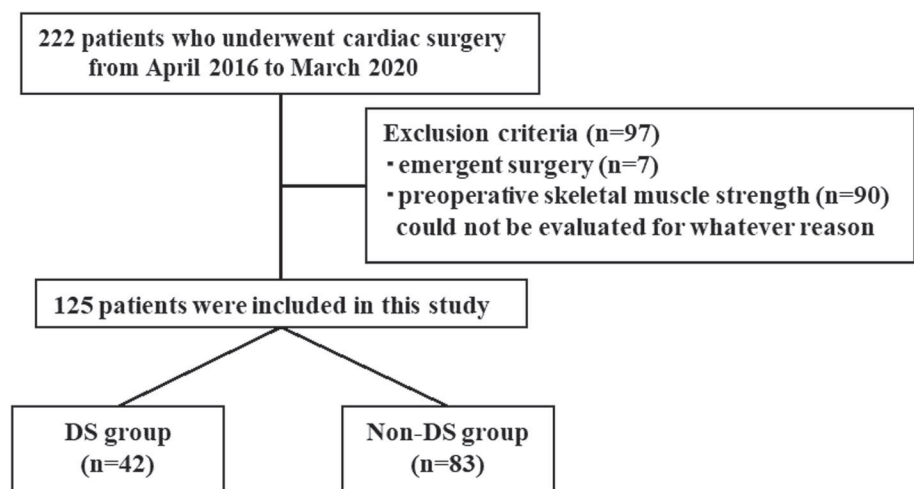 222 patients who underwent cardiac surgery
from April 2016 to March 2020
Exclusion criteria (n=97)
・emergent surgery (n=7)
・preoperative skeletal muscle strength (n=90)
could not be evaluated for whatever reason
125 patients were included in this study
DS group
(n=42)
Non-DS group
(n=83)